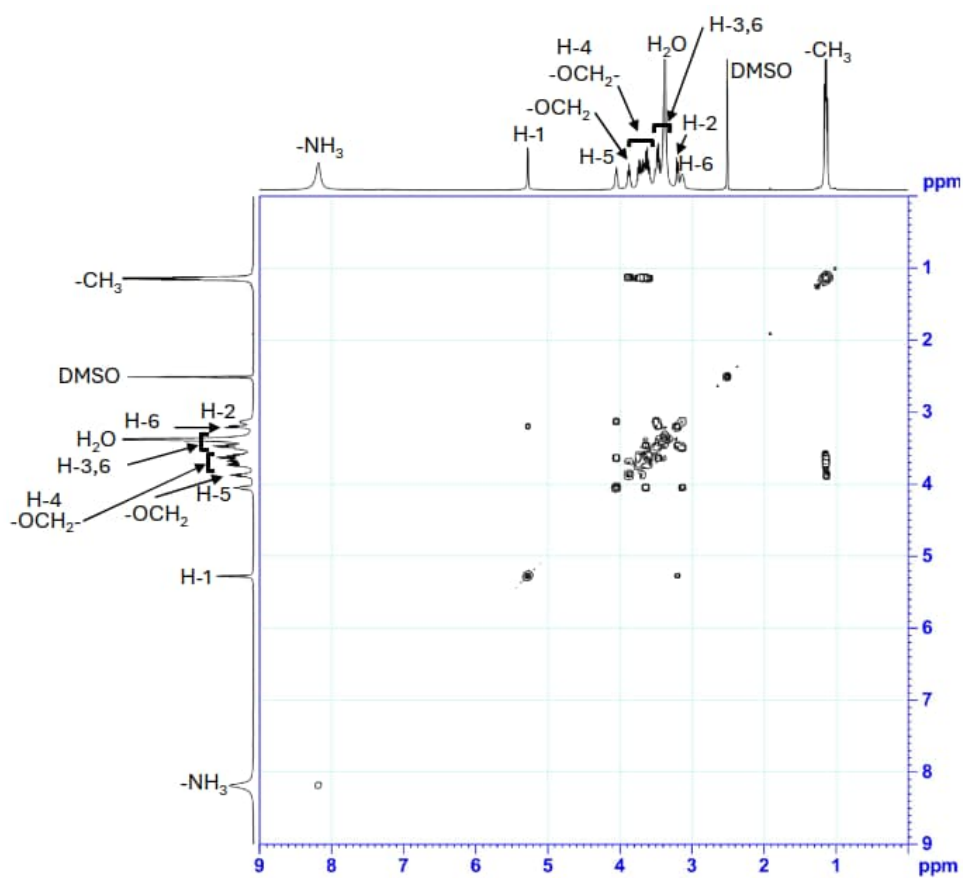 H-3,6
H-4
H₂O
-OCH₂-
-CH₃
DMSO
-OCH₂
H-1
H-2
-NH₃
H-5
H-6
ppm
-CH₃
1
2
DMSO
3
H-6
H-2
H₂O
H-3,6
4
H-5
H-4
-OCH₂
-OCH₂-
5
H-1
6
7
-NH₃
8
9
9 8 7 6 5 4 3 2 1 ppm